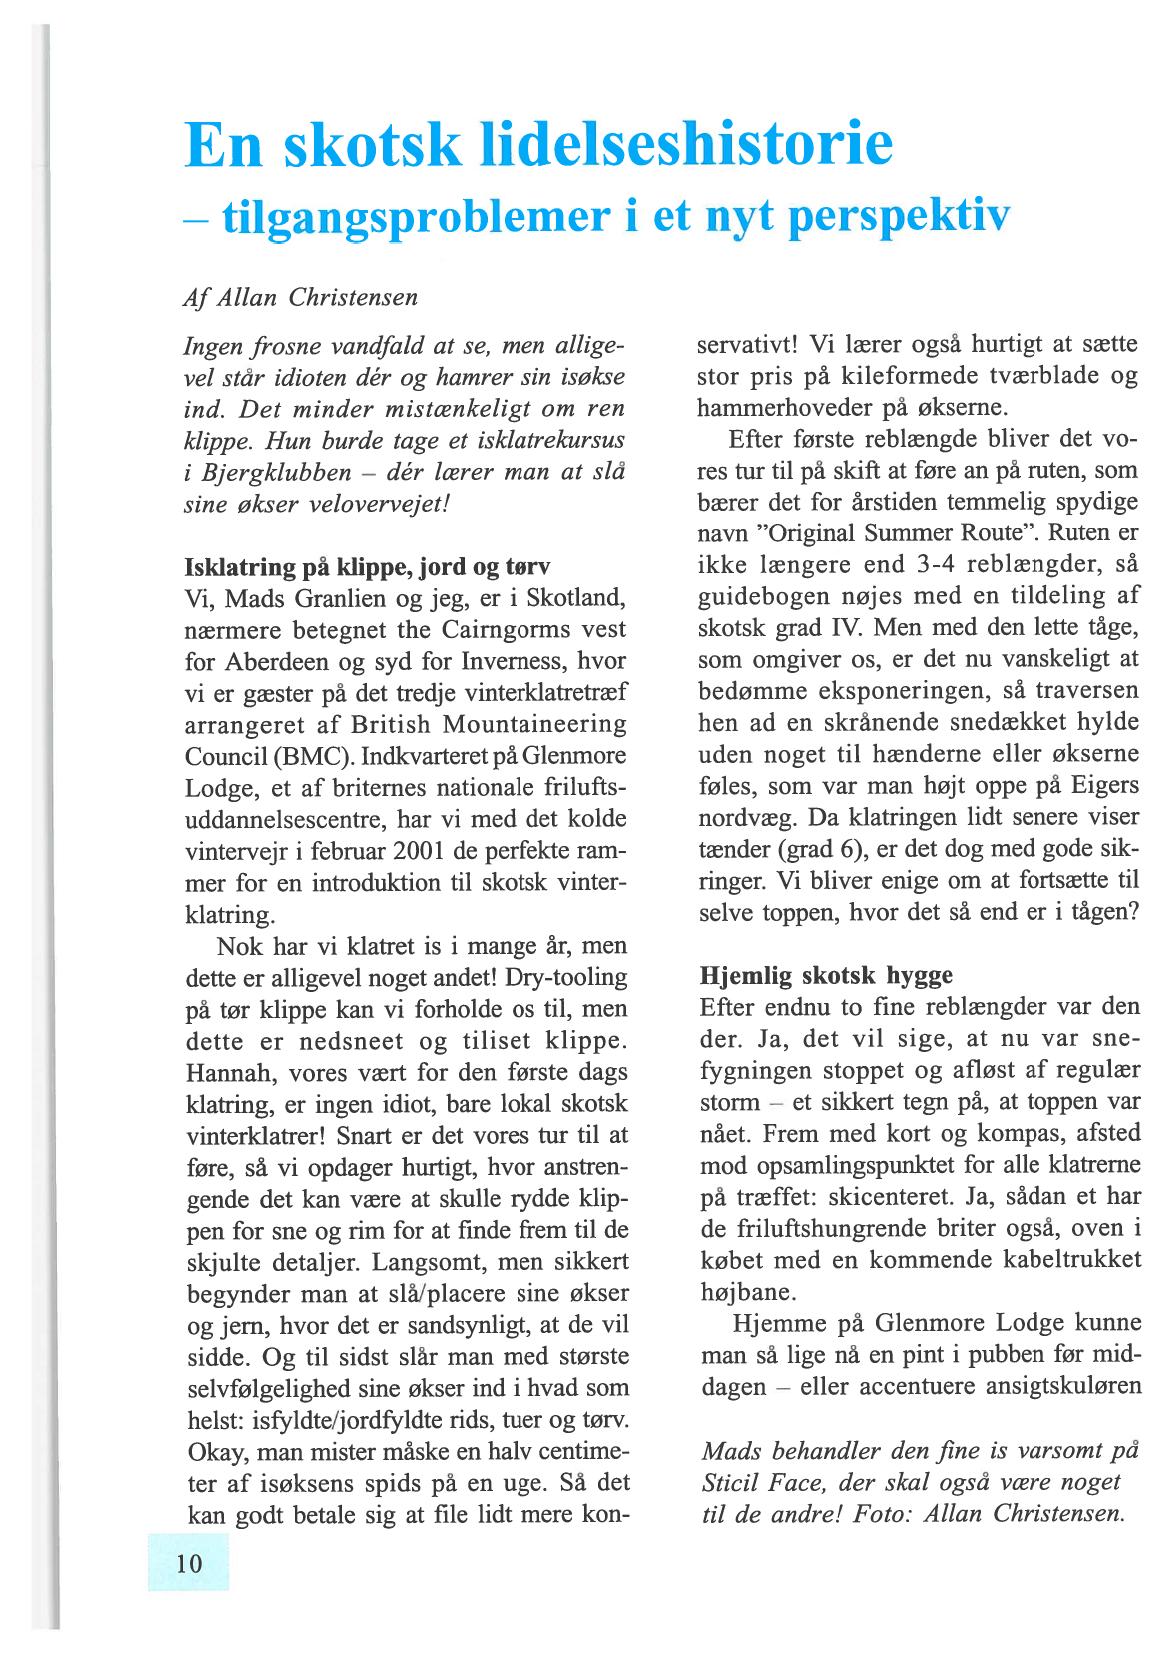 En skotsk lidelseshistorie
– tilgangsproblemer i et nyt perspektiv
Af Allan Christensen
Ingen frosne vandfald at se, men allige-
vel står idioten dér og hamrer sin isøkse
ind. Det minder mistænkeligt om ren
klippe. Hun burde tage et isklatrekursus
i Bjergklubben – dér lærer man at slå
sine økser velovervejet!
Isklatring på klippe, jord og tørv
Vi, Mads Granlien og jeg, er i Skotland,
nærmere betegnet the Cairngorms vest
for Aberdeen og syd for Inverness, hvor
vi er gæster på det tredje vinterklatretræf
arrangeret af British Mountaineering
Council (BMC). Indkvarteret på Glenmore
Lodge, et af briternes nationale frilufts-
uddannelsescentre, har vi med det kolde
vintervejr i februar 2001 de perfekte ram-
mer for en introduktion til skotsk vinter-
klatring.
Nok har vi klatret is i mange år, men
dette er alligevel noget andet! Dry-tooling
på tør klippe kan vi forholde os til, men
dette er nedsneet og tiliset klippe.
Hannah, vores vært for den første dags
klatring, er ingen idiot, bare lokal skotsk
vinterklatrer! Snart er det vores tur til at
føre, så vi opdager hurtigt, hvor anstren-
gende det kan være at skulle rydde klip-
pen for sne og rim for at finde frem til de
skjulte detaljer. Langsomt, men sikkert
begynder man at slå/placere sine økser
og jern, hvor det er sandsynligt, at de vil
sidde. Og til sidst slår man med største
selvfølgelighed sine økser ind i hvad som
helst: isfyldte/jordfyldte rids, tuer og tørv.
Okay, man mister måske en halv centime-
ter af isøksens spids på en uge. Så det
kan godt betale sig at file lidt mere kon-
servativt! Vi lærer også hurtigt at sætte
stor pris på kileformede tværblade og
hammerhoveder på økserne.
Efter første reblængde bliver det vo-
res tur til på skift at føre an på ruten, som
bærer det for årstiden temmelig spydige
navn ”Original Summer Route”. Ruten er
ikke længere end 3-4 reblængder, så
guidebogen nøjes med en tildeling af
skotsk grad IV. Men med den lette tåge,
som omgiver os, er det nu vanskeligt at
bedømme eksponeringen, så traversen
hen ad en skrånende snedækket hylde
uden noget til hænderne eller økserne
føles, som var man højt oppe på Eigers
nordvæg. Da klatringen lidt senere viser
tænder (grad 6), er det dog med gode sik-
ringer. Vi bliver enige om at fortsætte til
selve toppen, hvor det så end er i tågen?
Hjemlig skotsk hygge
Efter endnu to fine reblængder var den
der. Ja, det vil sige, at nu var sne-
fygningen stoppet og afløst af regulær
storm – et sikkert tegn på, at toppen var
nået. Frem med kort og kompas, afsted
mod opsamlingspunktet for alle klatrerne
på træffet: skicenteret. Ja, sådan et har
de friluftshungrende briter også, oven i
købet med en kommende kabeltrukket
højbane.
Hjemme på Glenmore Lodge kunne
man så lige nå en pint i pubben før mid-
dagen – eller accentuere ansigtskuløren
Mads behandler den fine is varsomt på
Sticil Face, der skal også være noget
til de andre! Foto: Allan Christensen.
10